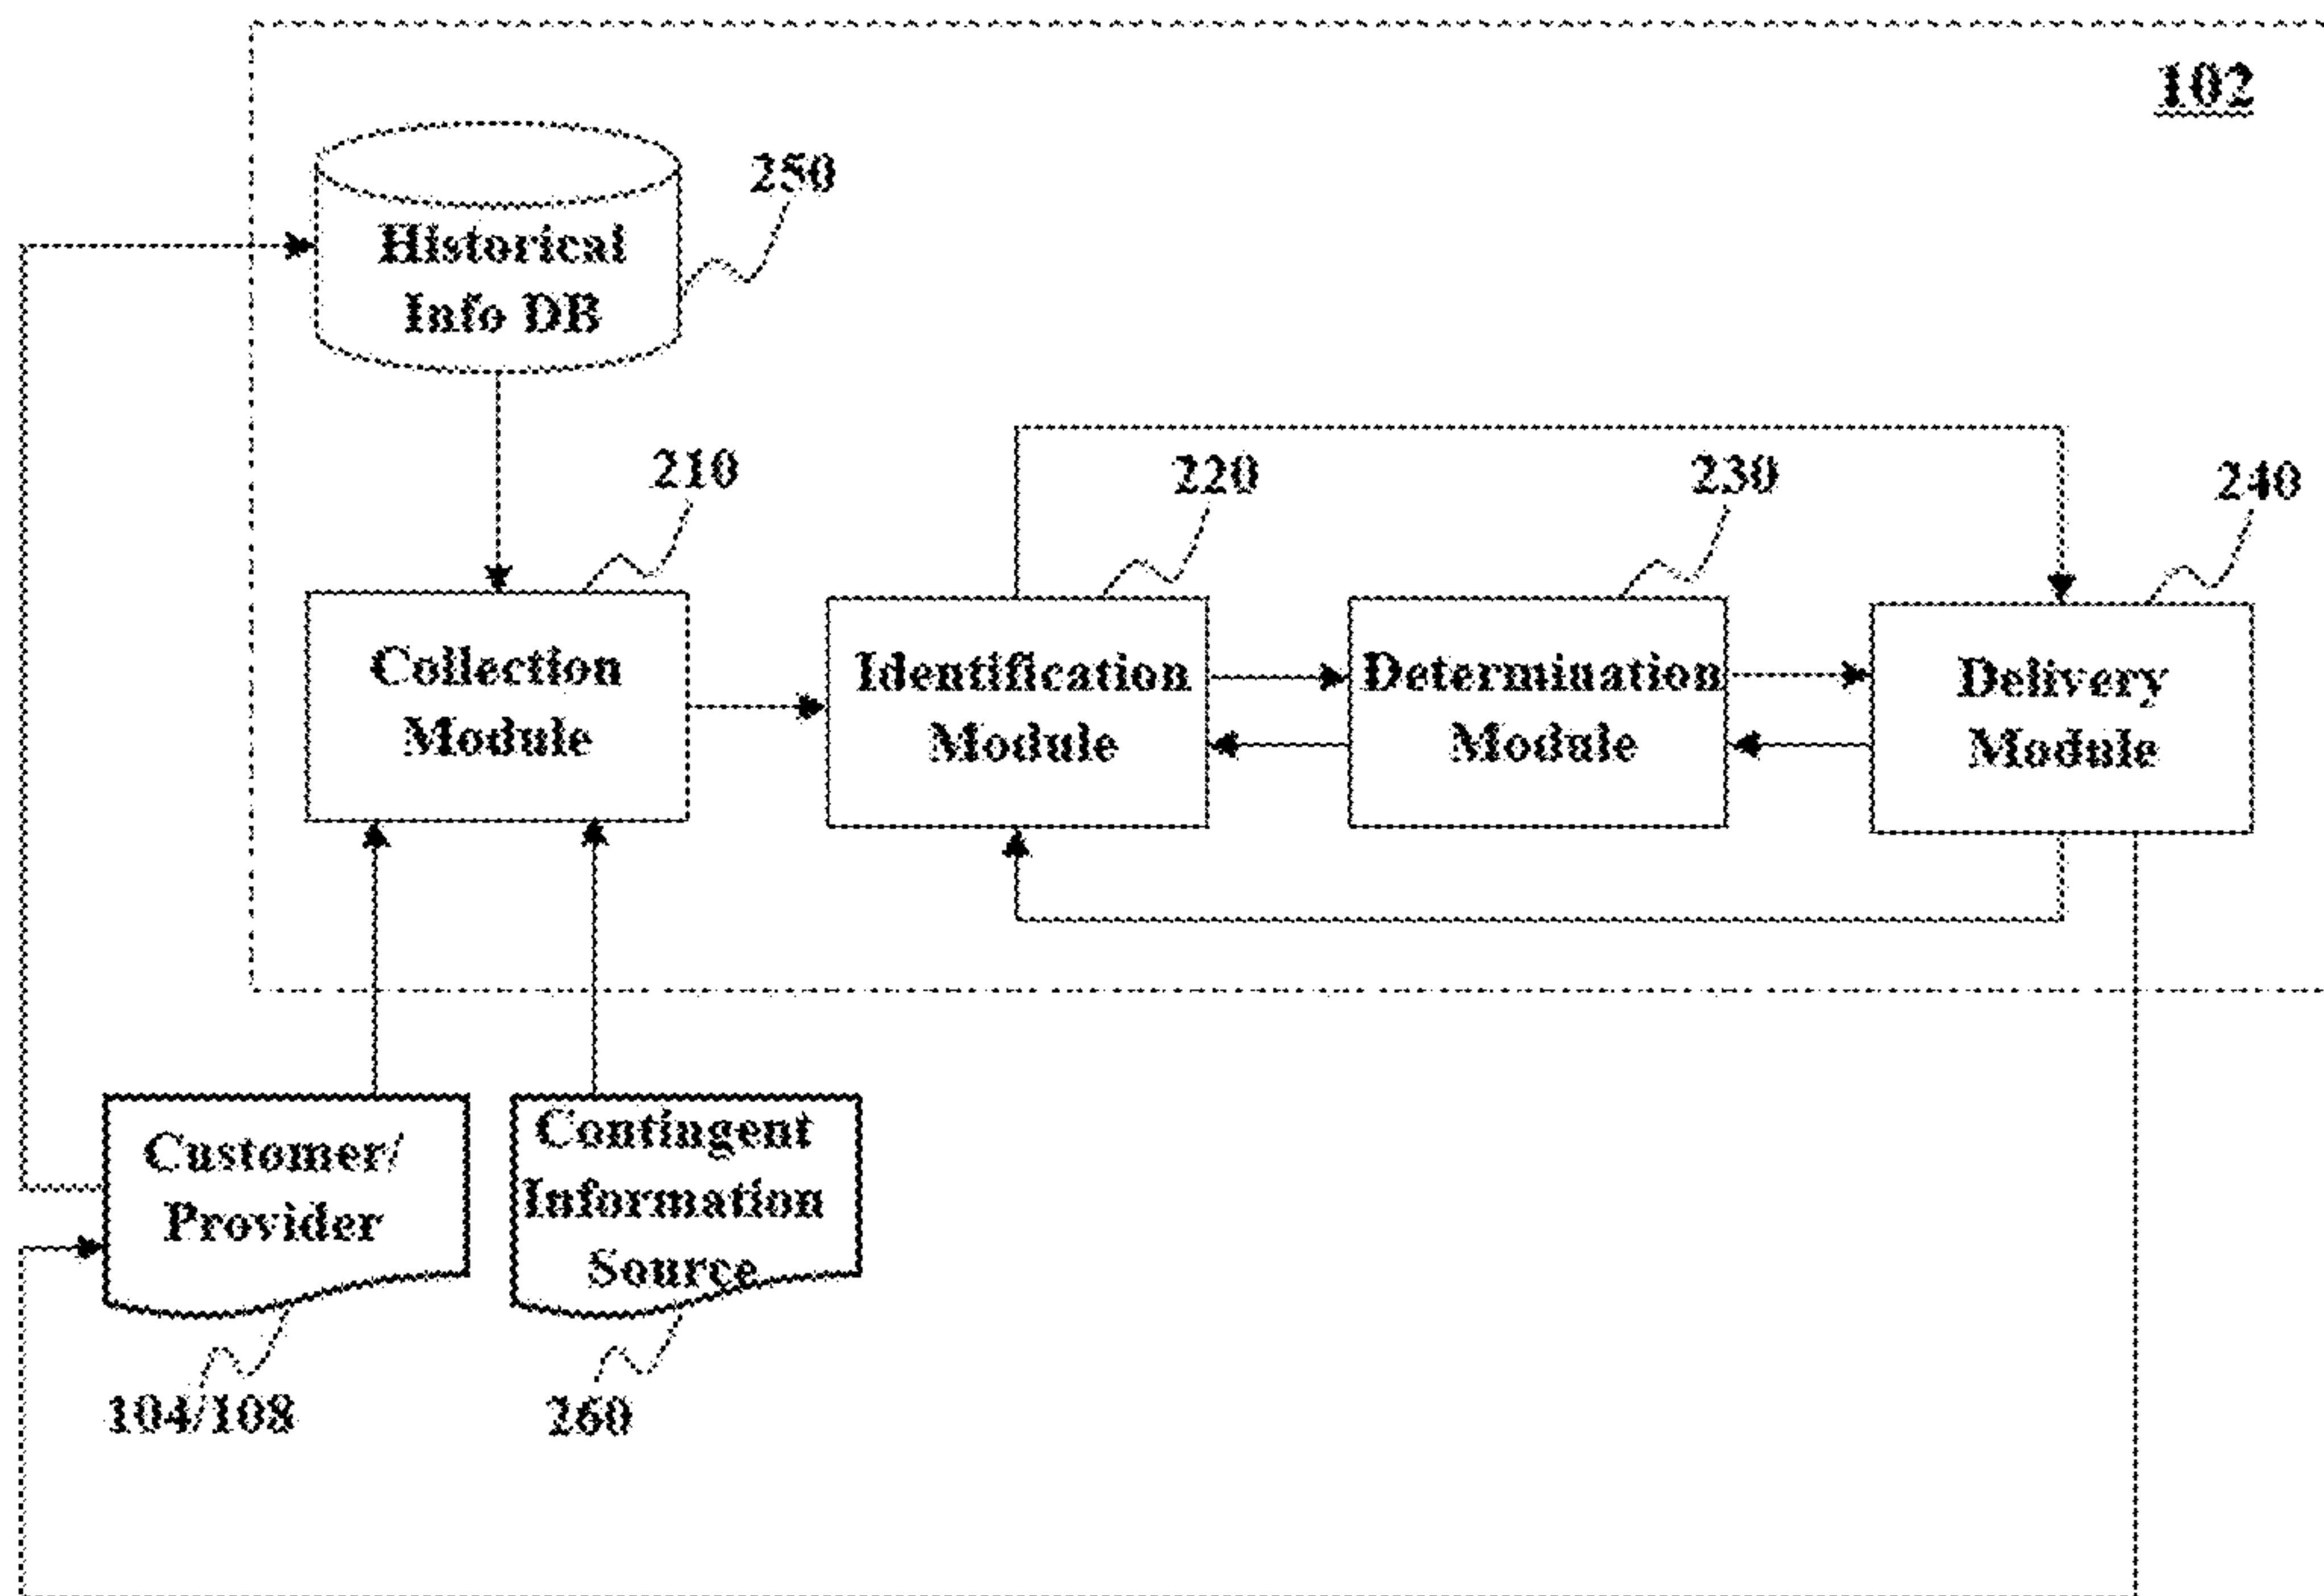 102
250
Historical
Info DB
210
220
230
240
Collection
Module
Identification
Module
Determination
Module
Delivery
Module
Customer/
Provider
Contingent
Information
Source
104/108
260